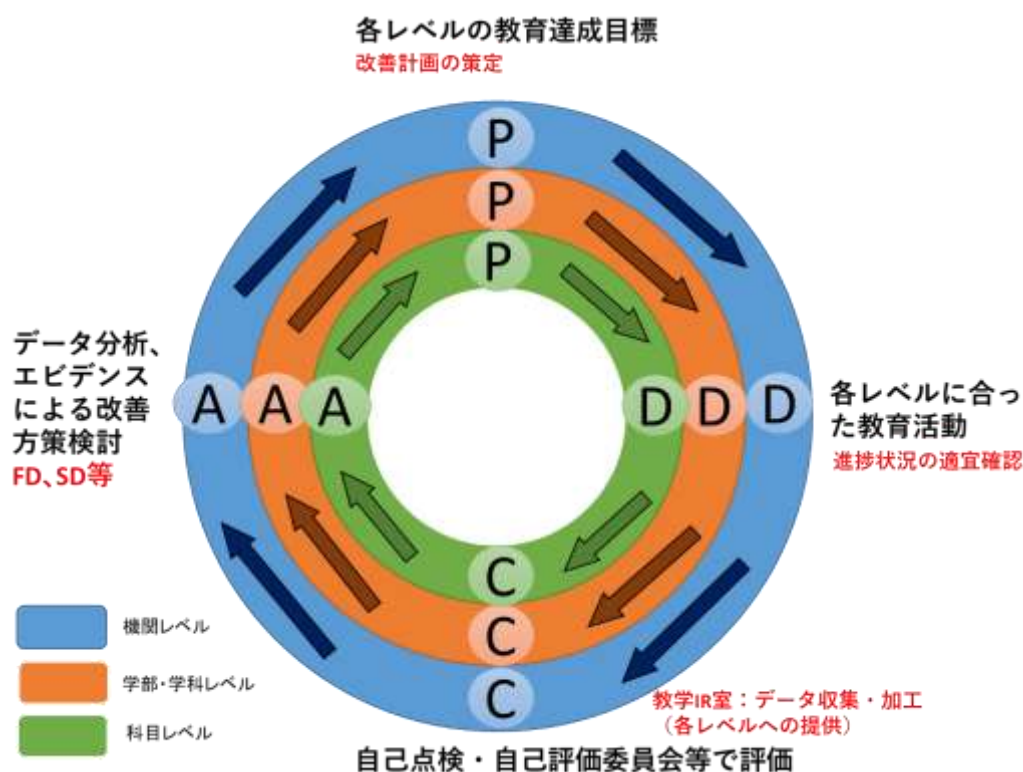 各レベルの教育達成目標
改善計画の策定
P
P
P
データ分析、
エビデンス
による改善
方策検討
FD、SD等
A A A
D D D
各レベルに合っ
た教育活動
進捗状況の適宜確認
C
C
C
機関レベル
学部・学科レベル
科目レベル
教学IR室：データ収集・加工
（各レベルへの提供）
自己点検・自己評価委員会等で評価